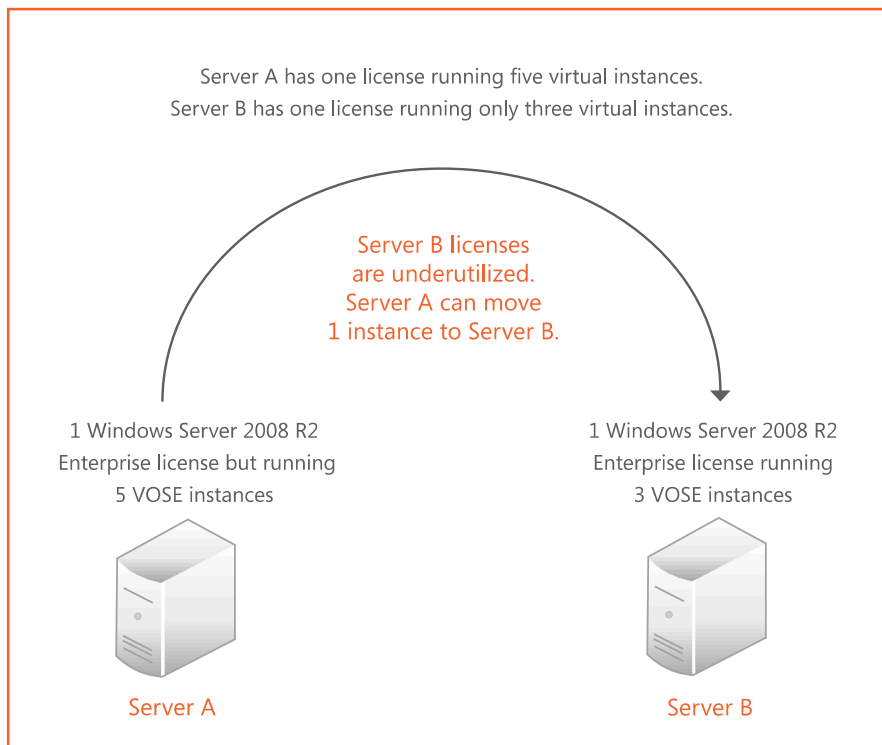 Server A has one license running five virtual instances.
Server B has one license running only three virtual instances.
Server B licenses
are underutilized.
Server A can move
1 instance to Server B.
1 Windows Server 2008 R2
Enterprise license but running
5 VOSE instances
1 Windows Server 2008 R2
Enterprise license running
3 VOSE instances
Server A
Server B